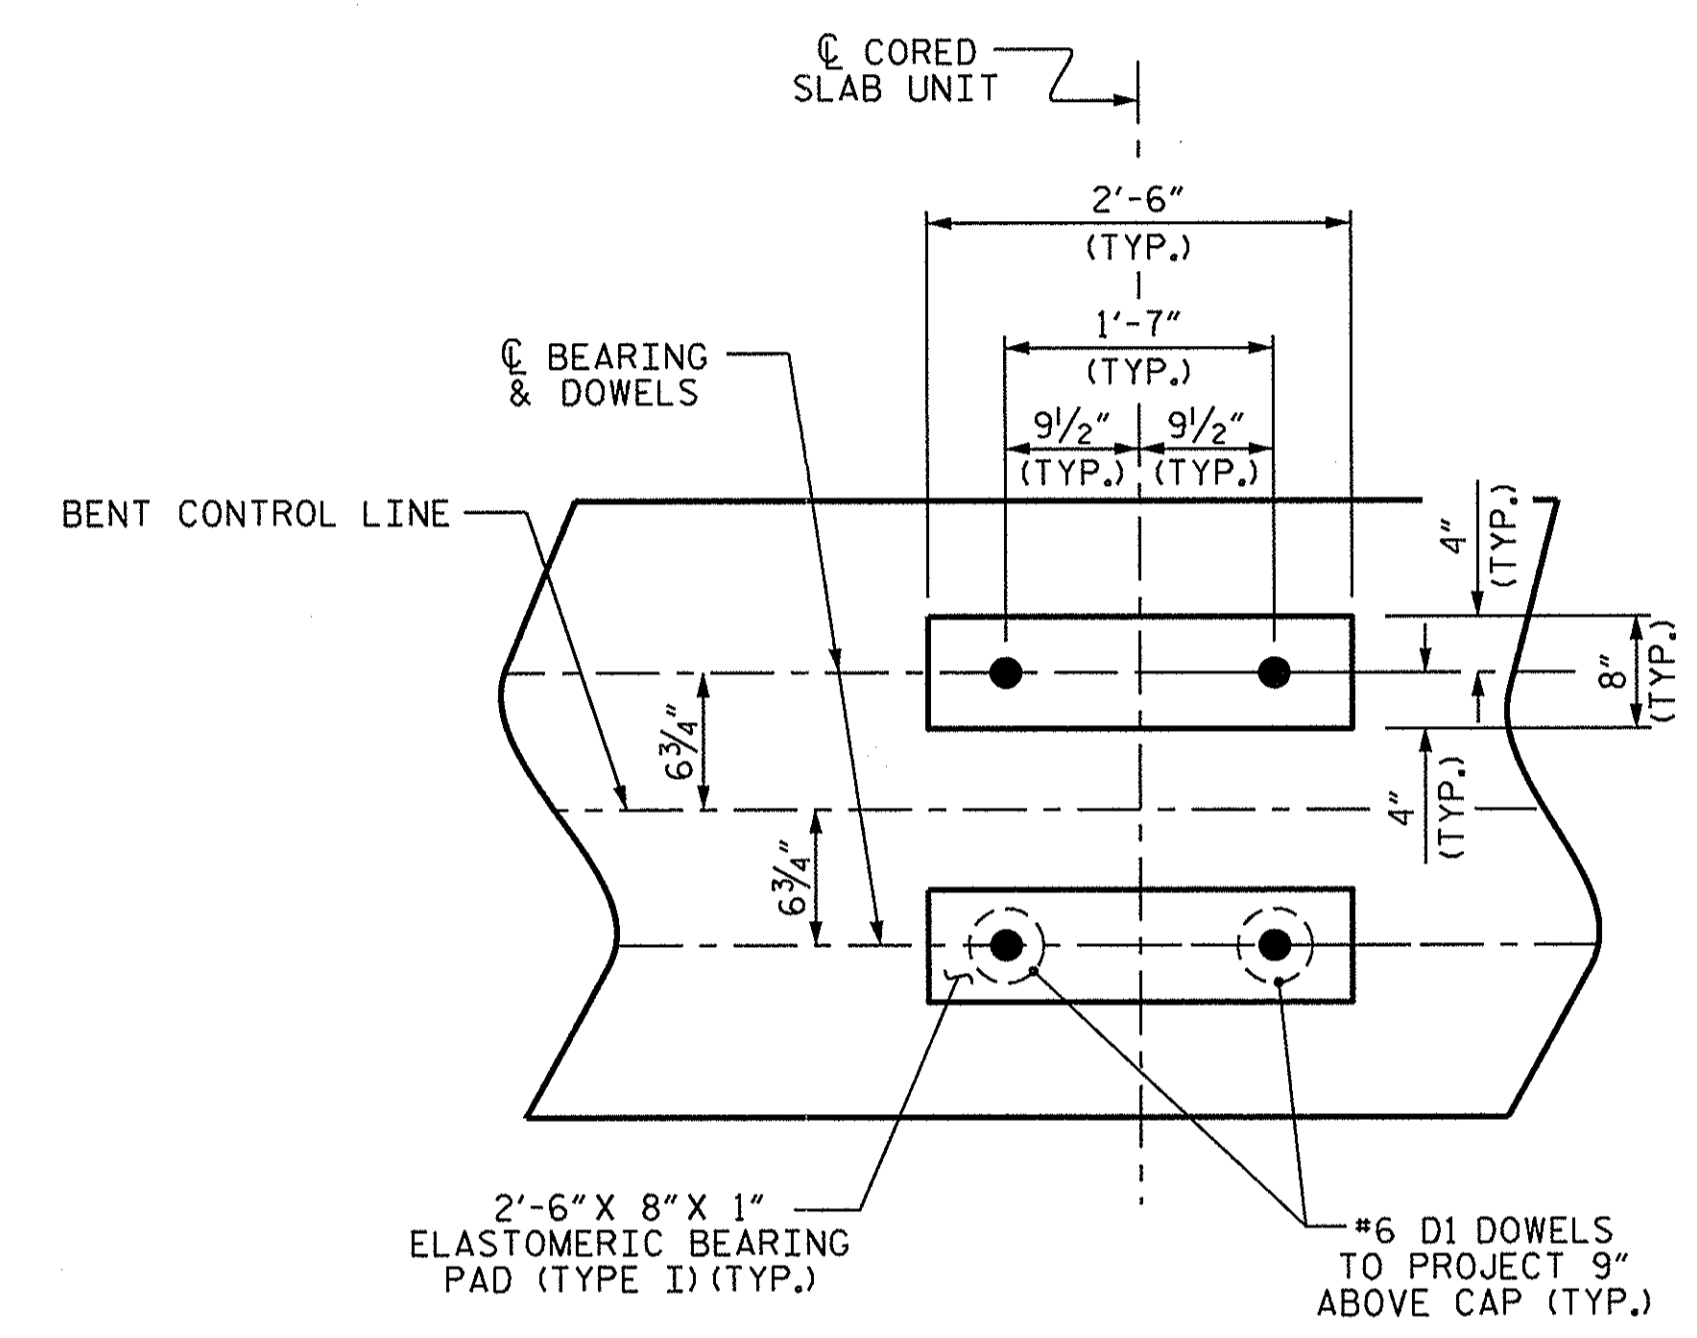 ℄ CORED
SLAB UNIT
2'-6"
(TYP.)
1'-7"
(TYP.)
℄ BEARING
& DOWELS
9½" 9½"
(TYP.) (TYP.)
BENT CONTROL LINE
4"
(TYP.)
8"
(TYP.)
6¾"
4"
(TYP.)
6¾"
2'-6" X 8" X 1"
ELASTOMERIC BEARING
PAD (TYPE I) (TYP.)
#6 D1 DOWELS
TO PROJECT 9"
ABOVE CAP (TYP.)